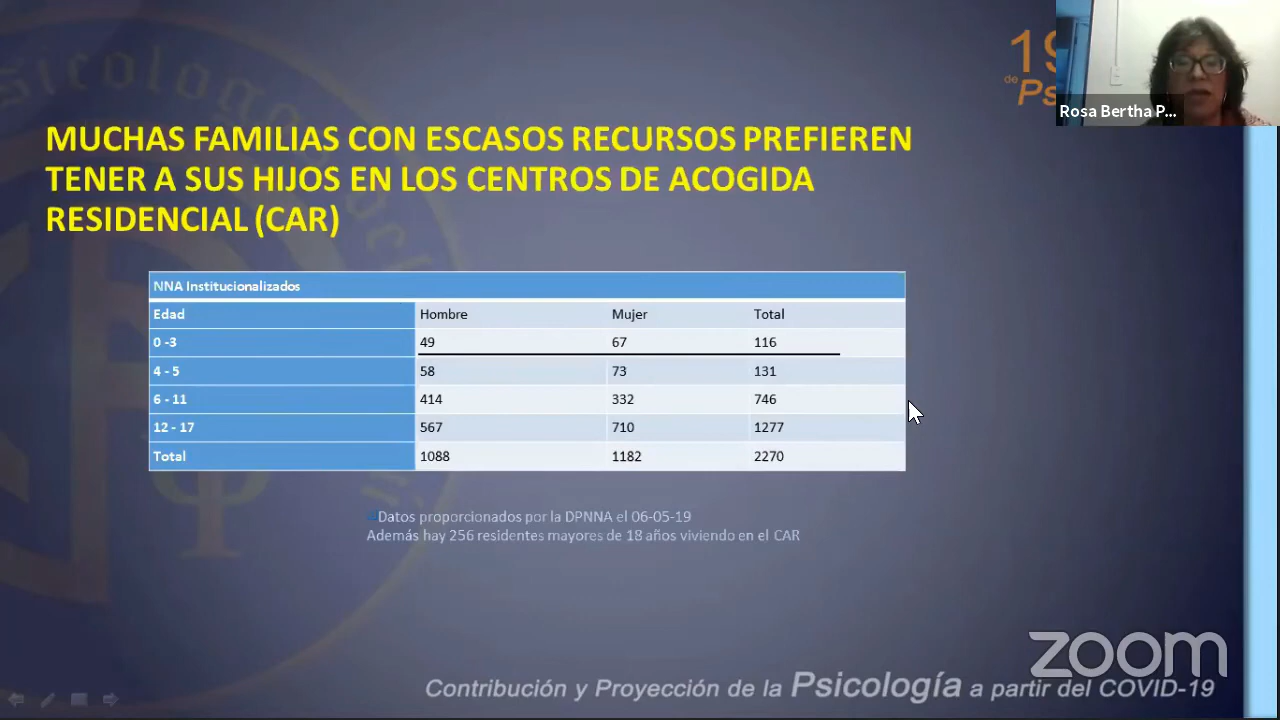 19
de
Ps
Rosa Bertha P...
MUCHAS FAMILIAS CON ESCASOS RECURSOS PREFIEREN
TENER A SUS HIJOS EN LOS CENTROS DE ACOGIDA
RESIDENCIAL (CAR)
NNA Institucionalizados
Edad Hombre Mujer Total
0 -3 49 67 116
4 - 5 58 73 131
6 - 11 414 332 746
12 - 17 567 710 1277
Total 1088 1182 2270
Datos proporcionados por la DPNNA el 06-05-19
Además hay 256 residentes mayores de 18 años viviendo en el CAR
zoom
Contribución y Proyección de la Psicología a partir del COVID-19